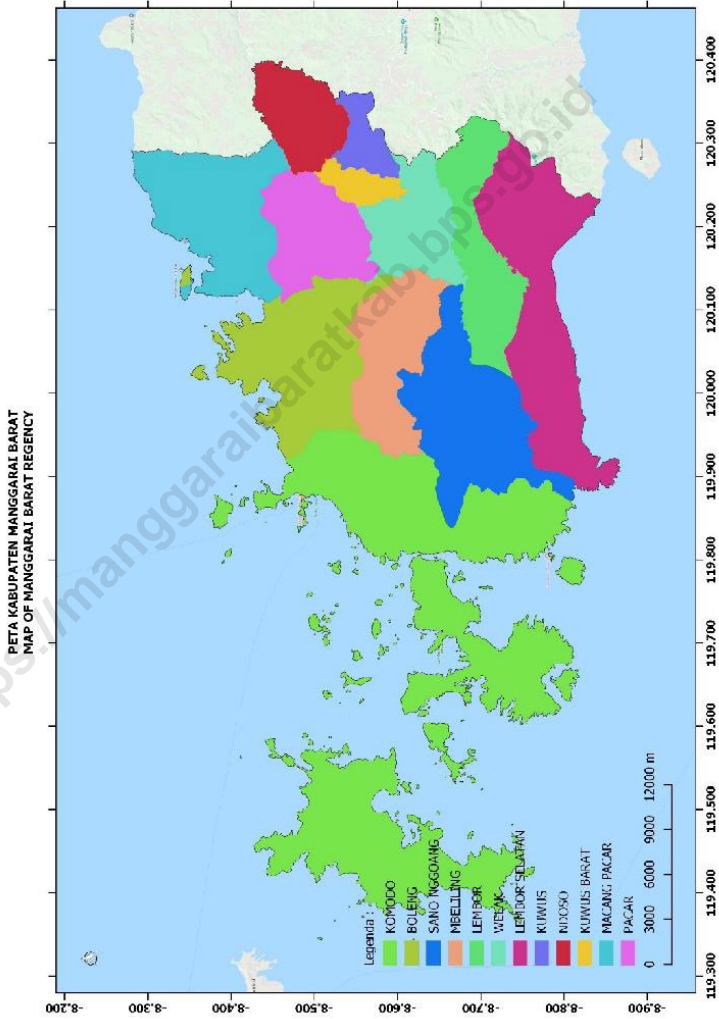 PETA KABUPATEN MANGGARAI BARAT
MAP OF MANGGARAI BARAT REGENCY
-8.200
-8.300
-8.400
-8.500
-8.600
-8.700
-8.800
-8.900
119.300
119.400
119.500
119.600
119.700
119.800
119.900
120.000
120.100
120.200
120.300
120.400
Legenda :
KOMODO
BOLENG
SANO NGGOANG
MBELILING
LEMBOR
WELAK
LEMBOR SELATAN
KUWUS
NDOSO
KUWUS BARAT
MACANG PACAR
PACAR
0 3000 6000 9000 12000 m
ps://manggaraibaratkab.bps.go.id